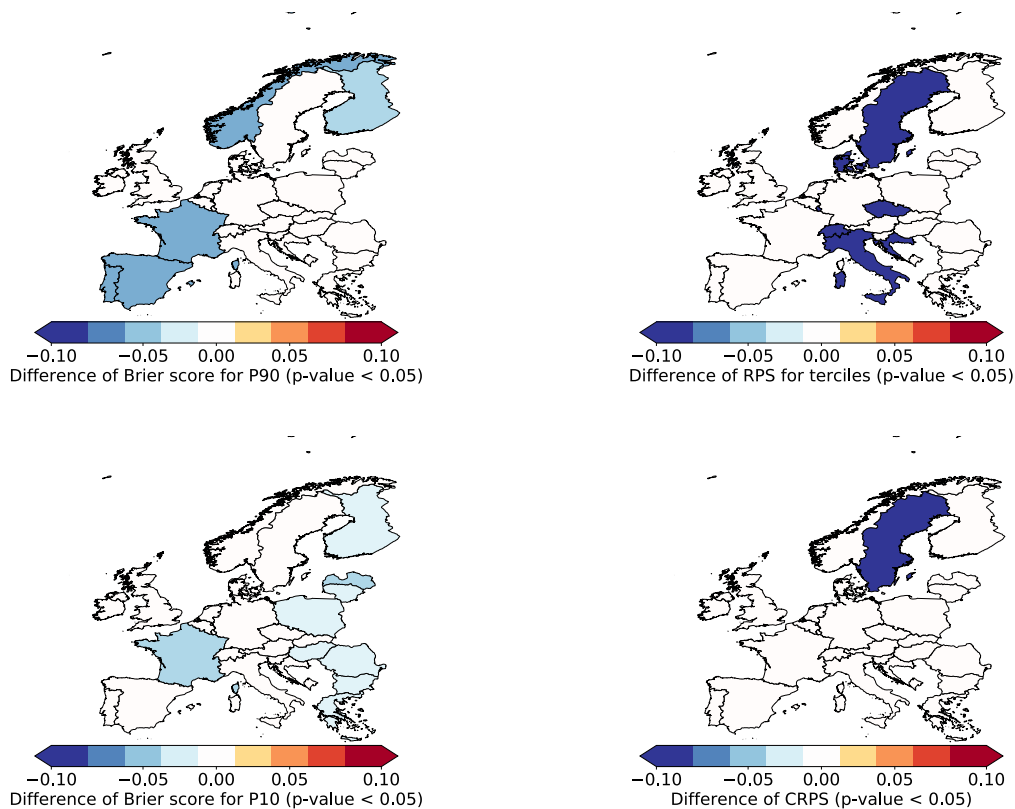 −0.10 −0.05 0.00 0.05 0.10
Difference of Brier score for P90 (p-value < 0.05)
−0.10 −0.05 0.00 0.05 0.10
Difference of RPS for terciles (p-value < 0.05)
−0.10 −0.05 0.00 0.05 0.10
Difference of Brier score for P10 (p-value < 0.05)
−0.10 −0.05 0.00 0.05 0.10
Difference of CRPS (p-value < 0.05)